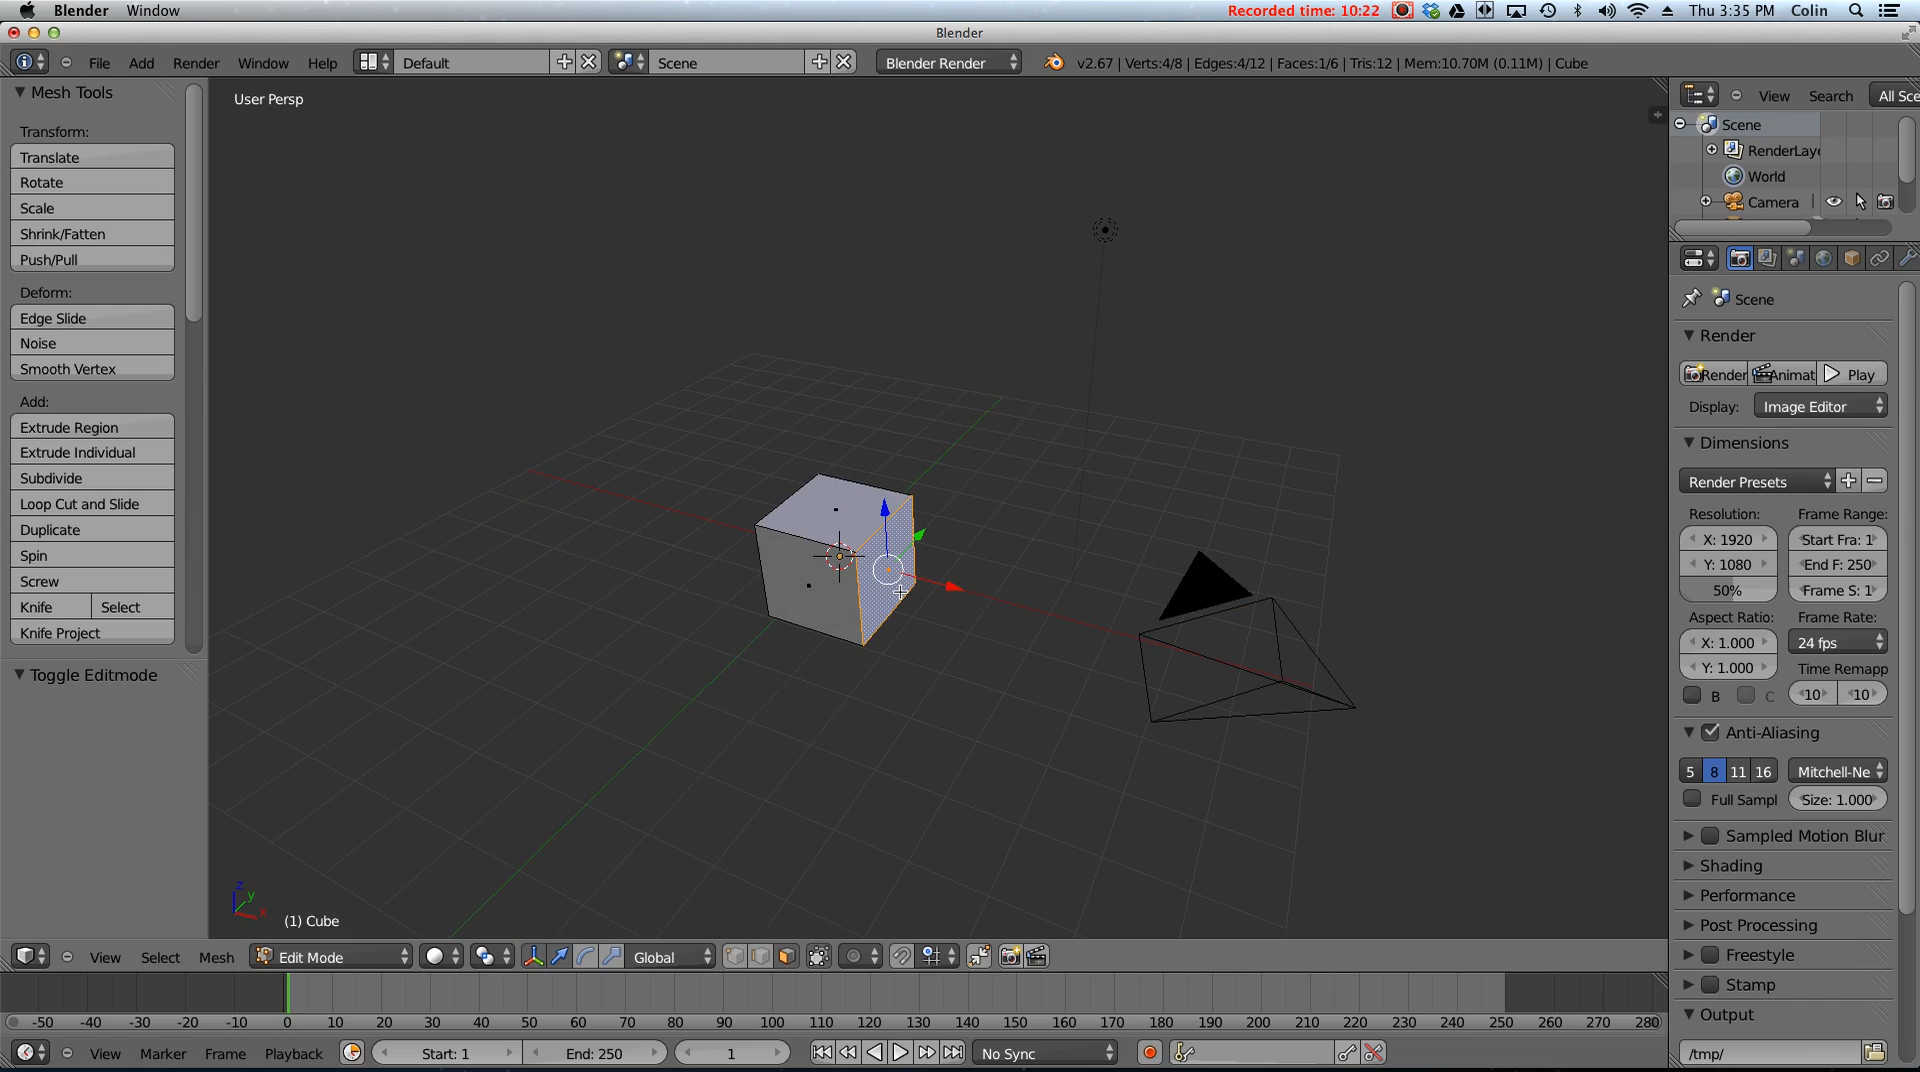 Blender Window
Recorded time: 10:22
Thu 3:35 PM Colin
Blender
File Add Render Window Help
Default
Scene
Blender Render
v2.67 | Verts:4/8 | Edges:4/12 | Faces:1/6 | Tris:12 | Mem:10.70M (0.11M) | Cube
Mesh Tools
Transform:
Translate
Rotate
Scale
Shrink/Fatten
Push/Pull
Deform:
Edge Slide
Noise
Smooth Vertex
Add:
Extrude Region
Extrude Individual
Subdivide
Loop Cut and Slide
Duplicate
Spin
Screw
Knife Select
Knife Project
Toggle Editmode
User Persp
z
y
x
(1) Cube
View Search All Sce
Scene
RenderLay
World
Camera
Scene
Render
Render Animat Play
Display: Image Editor
Dimensions
Render Presets
Resolution: Frame Range:
X: 1920 Start Fra: 1
Y: 1080 End F: 250
50% Frame S: 1
Aspect Ratio: Frame Rate:
X: 1.000 24 fps
Y: 1.000 Time Remapp
B C 10 10
Anti-Aliasing
5 8 11 16 Mitchell-Ne
Full Sampl Size: 1.000
Sampled Motion Blur
Shading
Performance
Post Processing
Freestyle
Stamp
Output
/tmp/
View Select Mesh Edit Mode Global
-50 -40 -30 -20 -10 0 10 20 30 40 50 60 70 80 90 100 110 120 130 140 150 160 170 180 190 200 210 220 230 240 250 260 270 280
View Marker Frame Playback Start: 1 End: 250 1 No Sync